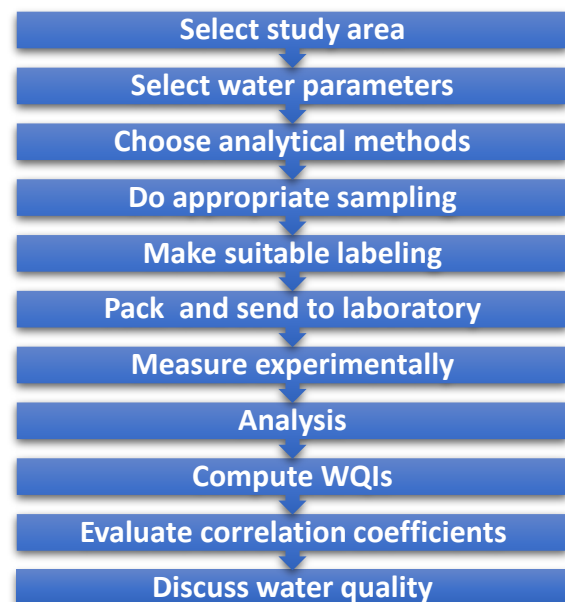 Select study area
Select water parameters
Choose analytical methods
Do appropriate sampling
Make suitable labeling
Pack  and send to laboratory
Measure experimentally
Analysis
Compute WQIs
Evaluate correlation coefficients
Discuss water quality